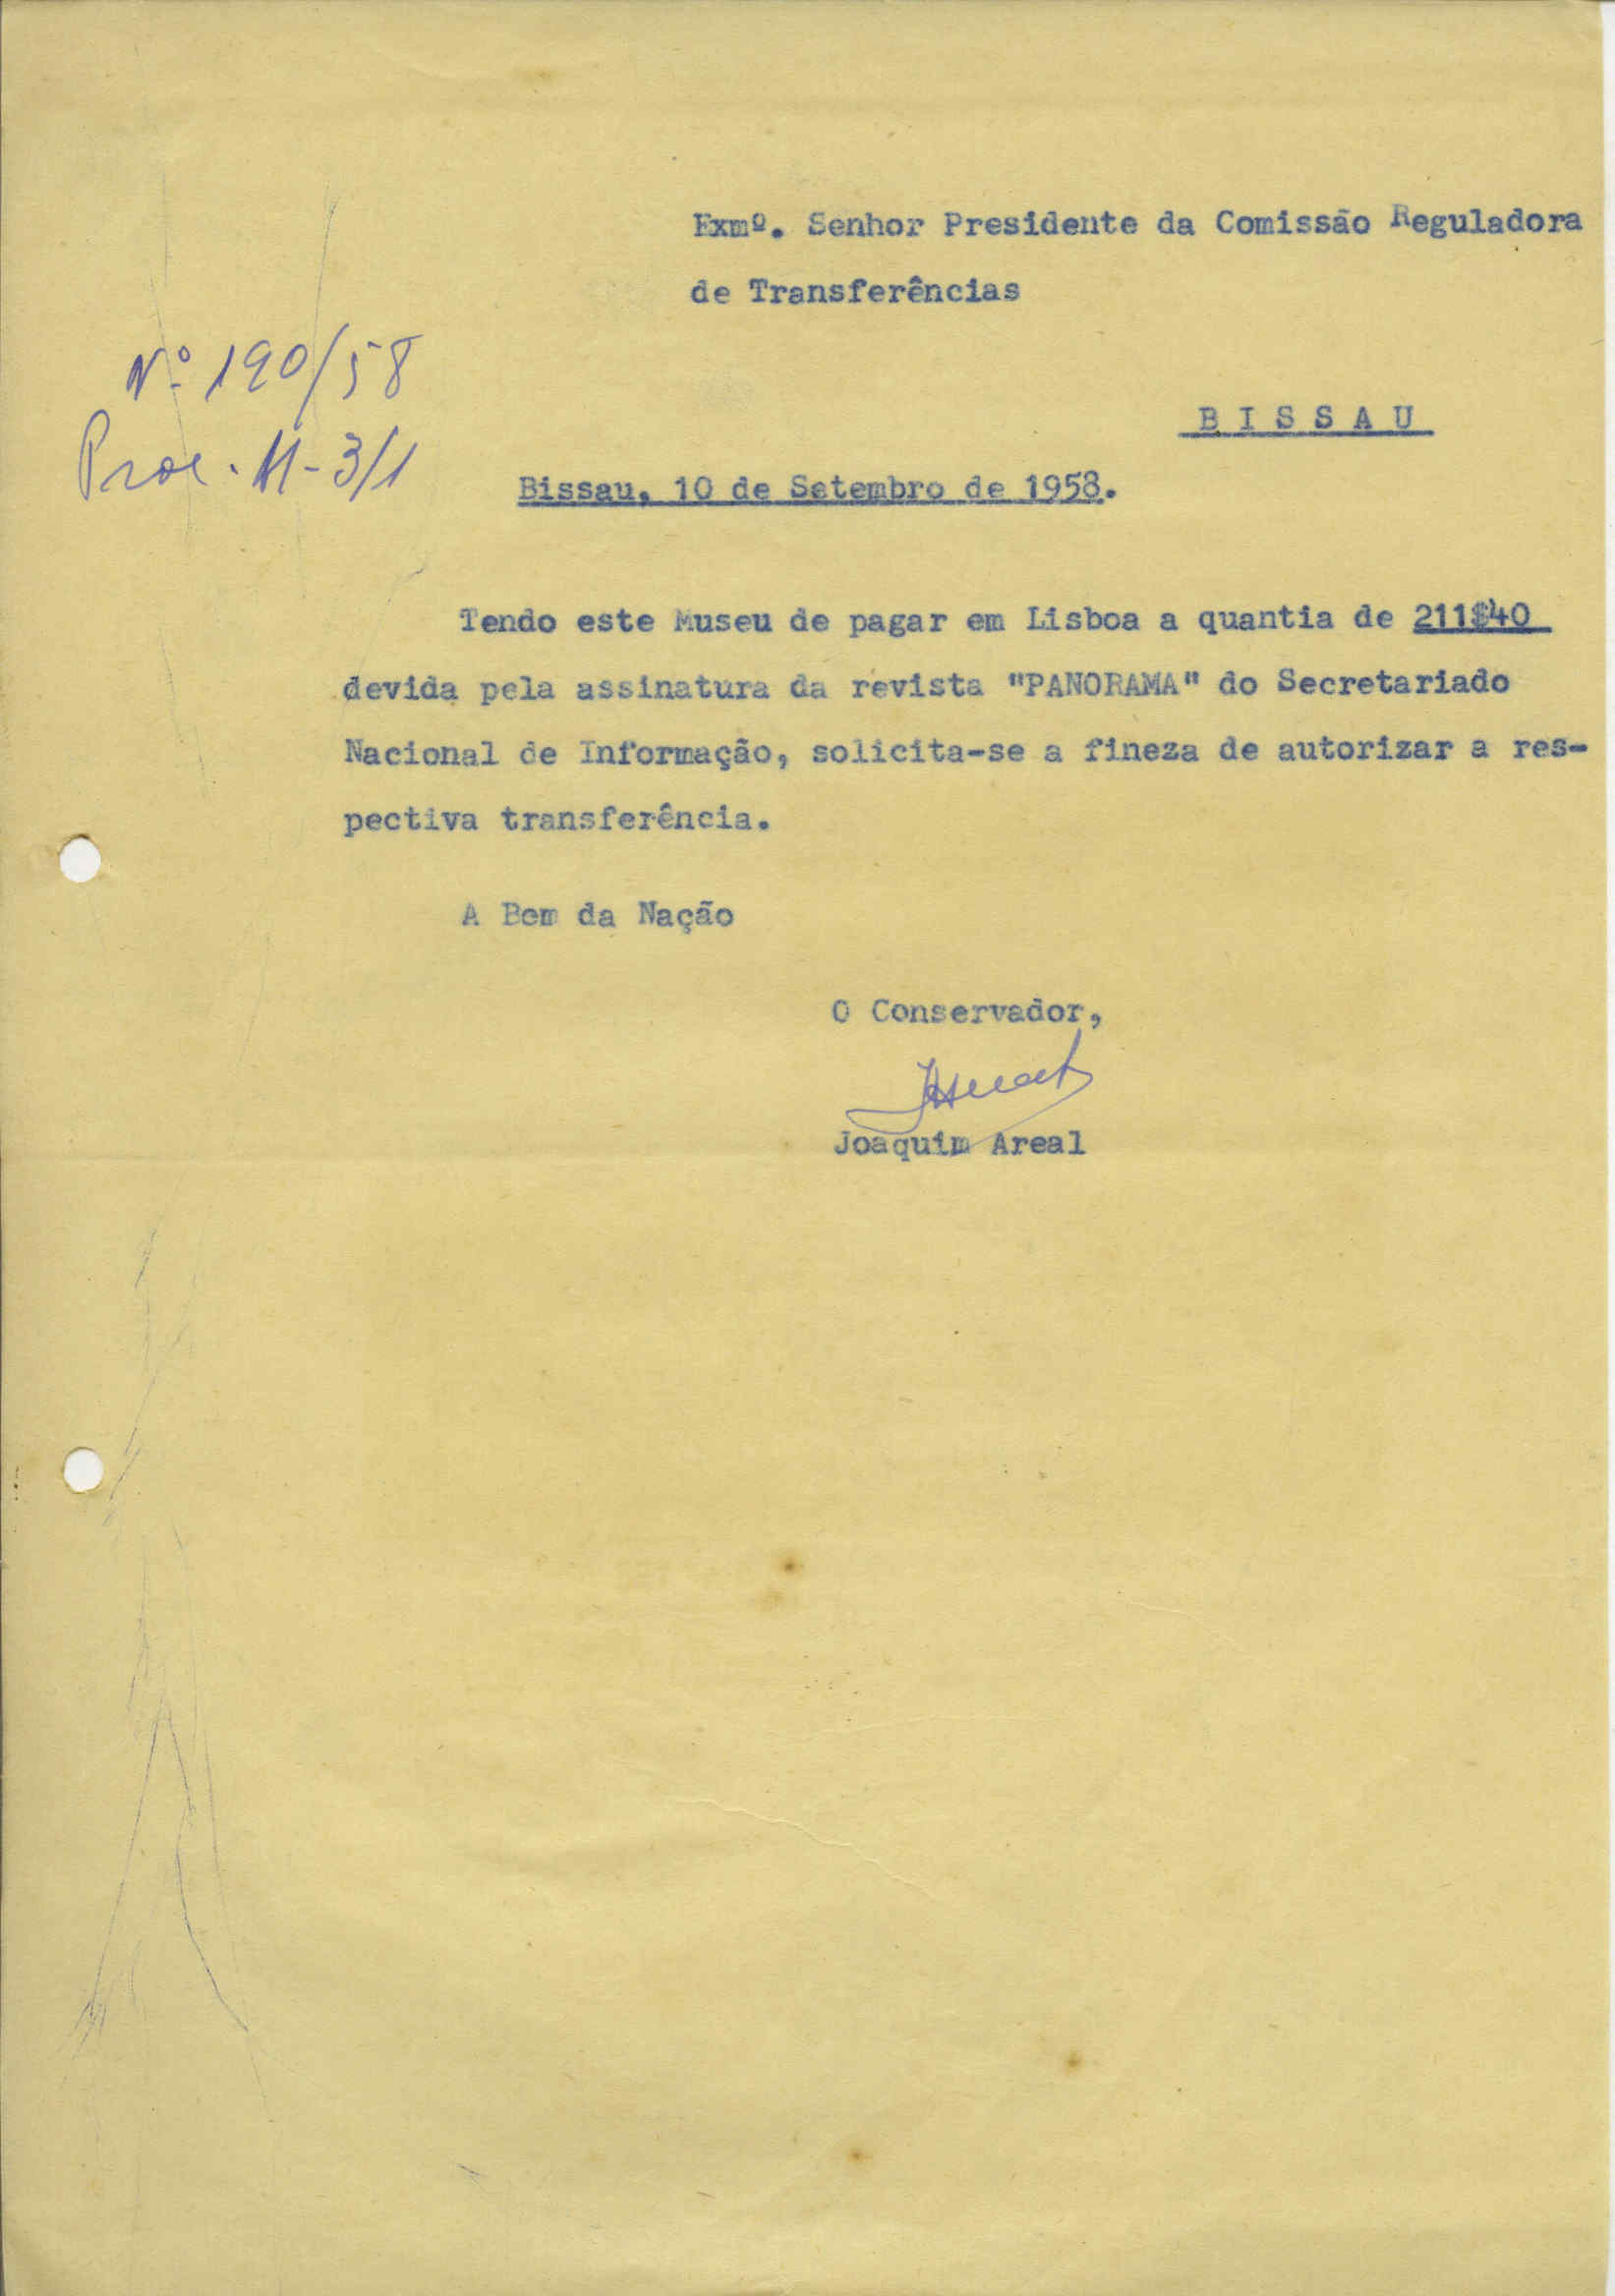 Exmº. Senhor Presidente da Comissão Reguladora
de Transferências
Nº 190/58
Proc. M-3/1
BISSAU
Bissau, 10 de Setembro de 1958.
Tendo este Museu de pagar em Lisboa a quantia de 211$40
devida pela assinatura da revista "PANORAMA" do Secretariado
Nacional de Informação, solicita-se a fineza de autorizar a res-
pectiva transferência.
A Bem da Nação
O Conservador,
Joaquim Areal